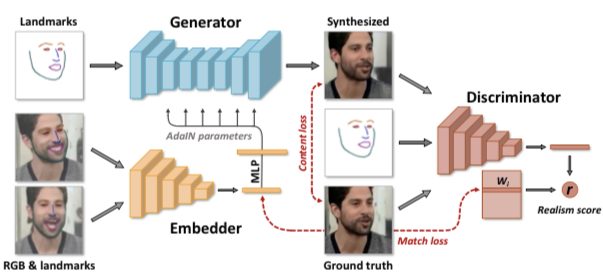 Landmarks
Generator
Synthesized
Discriminator
AdaIN parameters
Content loss
MLP
Embedder
W_i
r
Realism score
Match loss
RGB & landmarks
Ground truth